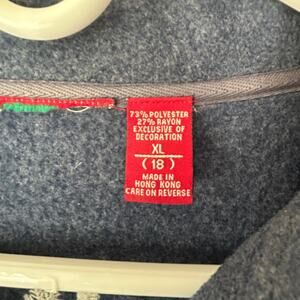 73% POLYESTER
27% RAYON
EXCLUSIVE OF
DECORATION
XL
(18)
MADE IN
HONG KONG
CARE ON REVERSE